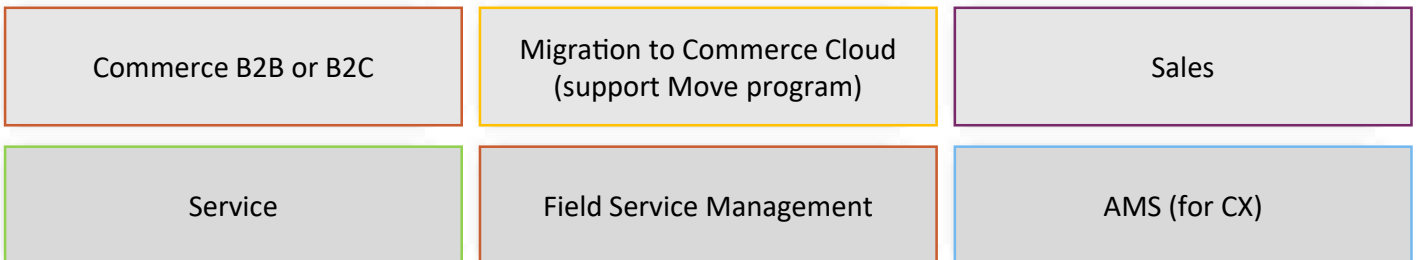 Commerce B2B or B2C
Migration to Commerce Cloud
(support Move program)
Sales
Service
Field Service Management
AMS (for CX)